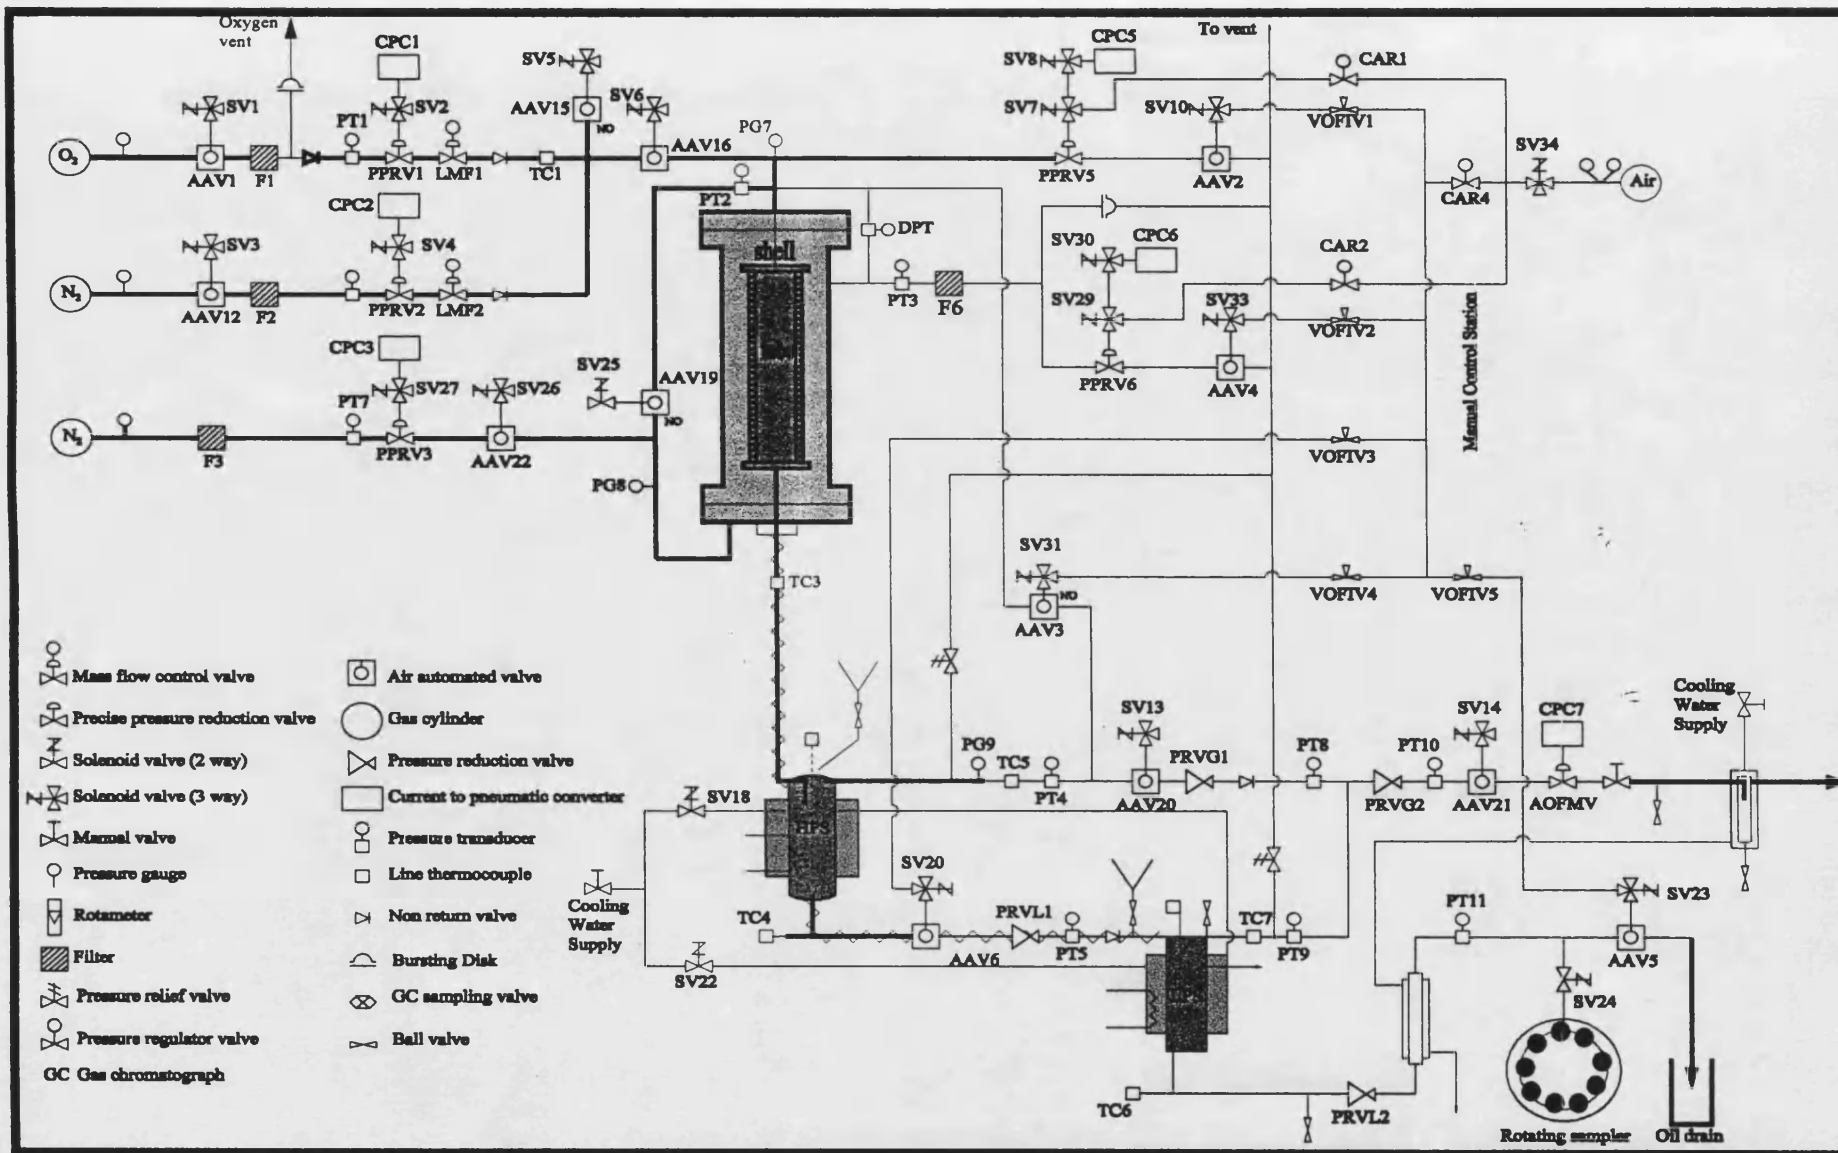 Oxygen
vent
To vent
CPC1
SV5
SV8
CPC5
CAR1
SV1
SV2
SV6
SV7
SV10
VOFTV1
PT1
AAV15
NO
PG7
O₂
AAV1
F1
PPRV1
LMF1
TC1
AAV16
PPRV5
AAV2
SV34
CAR4
Air
CPC2
PT2
SV3
SV4
shell
DPT
SV30
CPC6
CAR2
N₂
AAV12
F2
PPRV2
LMF2
PT3
F6
SV29
SV33
VOFTV2
Manual Control Station
CPC3
SV25
AAV19
NO
PPRV6
AAV4
PT7
SV27
SV26
N₂
F3
PPRV3
AAV22
VOFTV3
PG8
SV31
TC3
NO
AAV3
VOFTV4
VOFTV5
Mass flow control valve
Precise pressure reduction valve
Solenoid valve (2 way)
Solenoid valve (3 way)
Manual valve
Pressure gauge
Rotameter
Filter
Pressure relief valve
Pressure regulator valve
GC Gas chromatograph
Air automated valve
Gas cylinder
Pressure reduction valve
Current to pneumatic converter
Pressure transducer
Line thermocouple
Non return valve
Bursting Disk
GC sampling valve
Ball valve
Cooling
Water
Supply
SV13
SV14
CPC7
PG9
TC5
PT4
PRVG1
PT8
PT10
AAV20
PRVG2
AAV21
AOFMV
SV18
HPS
SV20
SV23
Cooling
Water
Supply
TC4
PRVL1
AAV6
PT5
TC7
PT9
PT11
AAV5
SV22
SV24
TC6
PRVL2
Rotating sampler
Oil drain